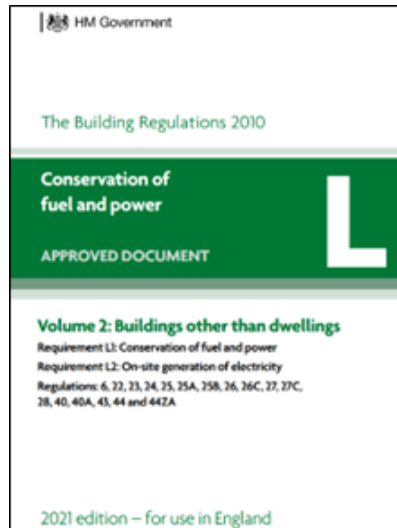 HM Government
The Building Regulations 2010
Conservation of
fuel and power
L
APPROVED DOCUMENT
Volume 2: Buildings other than dwellings
Requirement L1: Conservation of fuel and power
Requirement L2: On-site generation of electricity
Regulations: 6, 22, 23, 24, 25, 25A, 25B, 26, 26C, 27, 27C,
28, 40, 40A, 43, 44 and 44ZA
2021 edition – for use in England